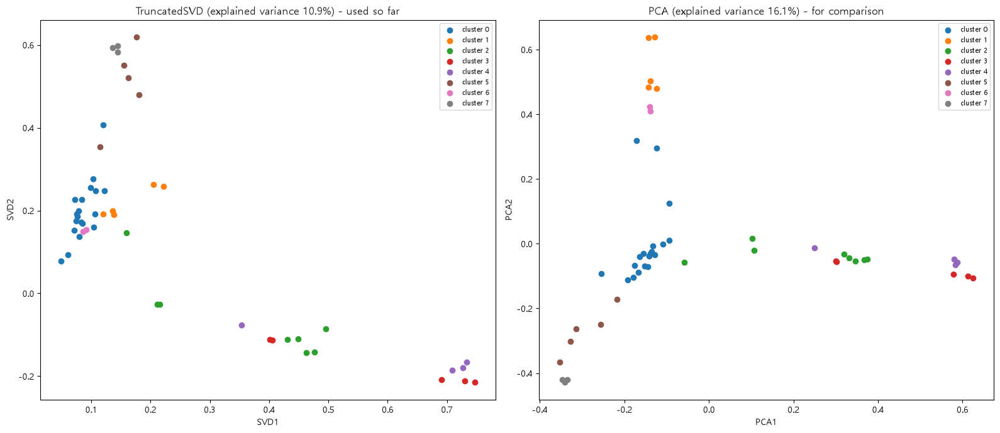 TruncatedSVD (explained variance 10.9%) - used so far
cluster 0
cluster 1
cluster 2
cluster 3
cluster 4
cluster 5
cluster 6
cluster 7
0.6
0.4
0.2
0.0
-0.2
SVD2
0.1
0.2
0.3
0.4
0.5
0.6
0.7
SVD1
PCA (explained variance 16.1%) - for comparison
cluster 0
cluster 1
cluster 2
cluster 3
cluster 4
cluster 5
cluster 6
cluster 7
0.6
0.4
0.2
0.0
-0.2
-0.4
PCA2
-0.4
-0.2
0.0
0.2
0.4
0.6
PCA1